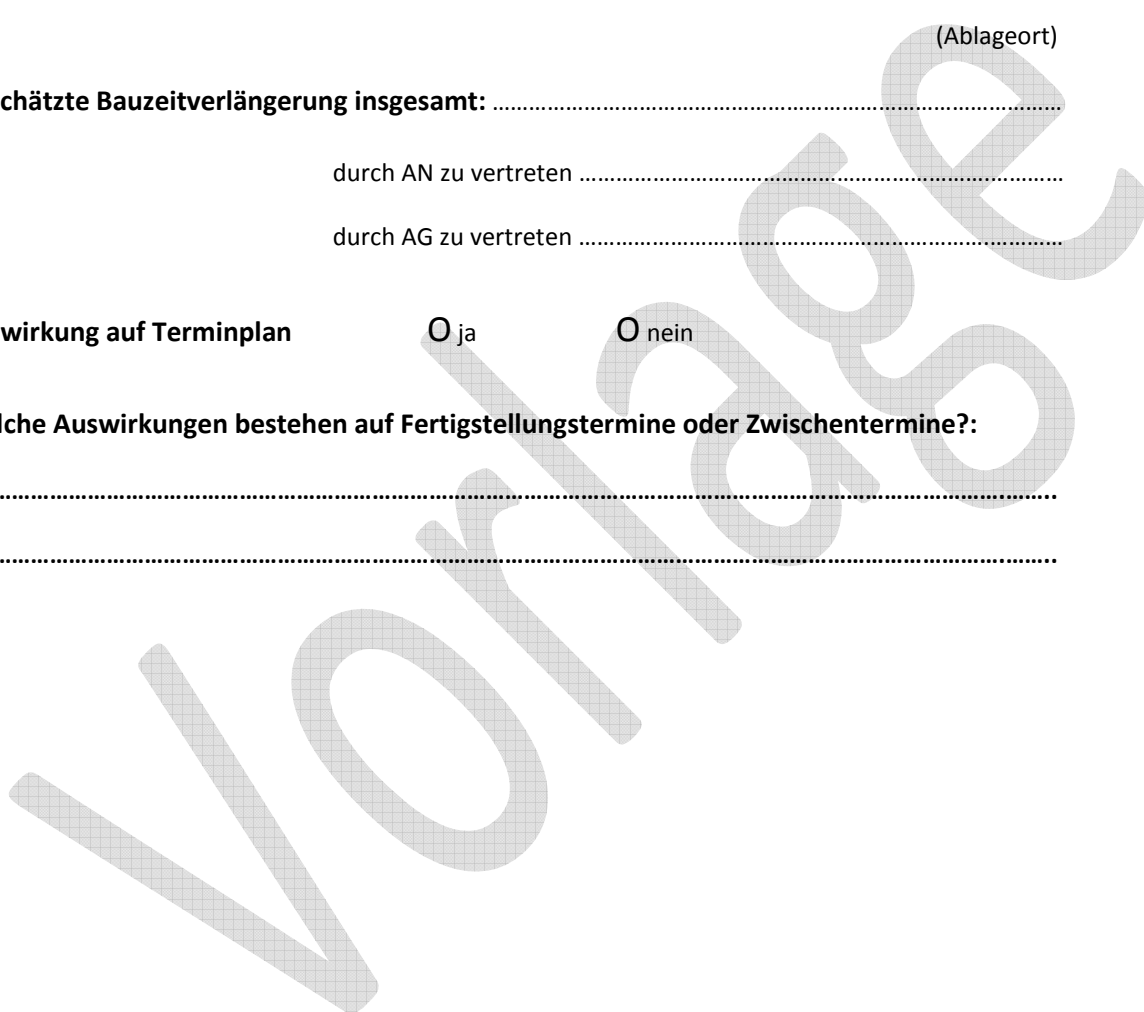 (Ablageort)
chätzte Bauzeitverlängerung insgesamt: ……………………………………………………………………………………
durch AN zu vertreten ……………………………………………………………………
durch AG zu vertreten ……………………………………………………………………
wirkung auf Terminplan O ja O nein
lche Auswirkungen bestehen auf Fertigstellungstermine oder Zwischentermine?:
………………………………………………………………………………………………………………………………..
………………………………………………………………………………………………………………………………..
Vorlage